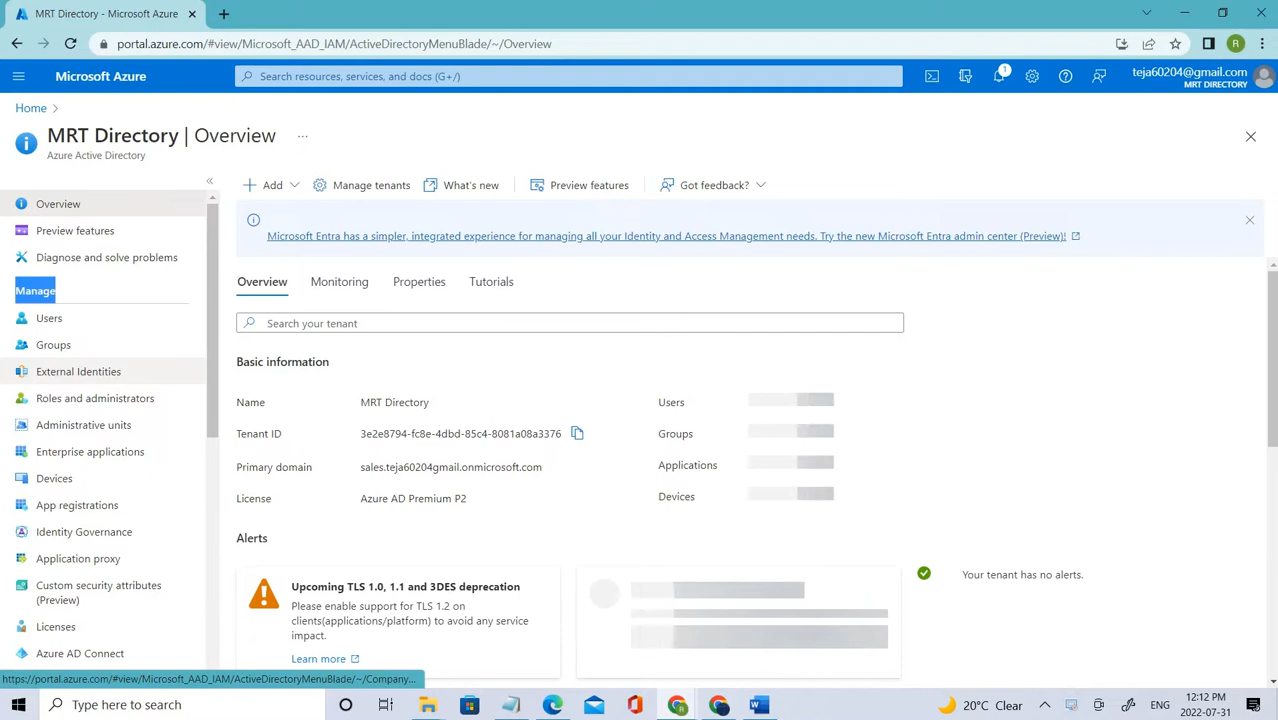 MRT Directory - Microsoft Azure
portal.azure.com/#view/Microsoft_AAD_IAM/ActiveDirectoryMenuBlade/~/Overview
R
Microsoft Azure
Search resources, services, and docs (G+/)
1
teja60204@gmail.com
MRT DIRECTORY
Home
MRT Directory | Overview
...
Azure Active Directory
«
Add
Manage tenants
What's new
Preview features
Got feedback?
Overview
Preview features
Diagnose and solve problems
Manage
Users
Groups
External Identities
Roles and administrators
Administrative units
Enterprise applications
Devices
App registrations
Identity Governance
Application proxy
Custom security attributes
(Preview)
Licenses
Azure AD Connect
Microsoft Entra has a simpler, integrated experience for managing all your Identity and Access Management needs. Try the new Microsoft Entra admin center (Preview)!
Overview
Monitoring
Properties
Tutorials
Search your tenant
Basic information
Name
MRT Directory
Users
Tenant ID
3e2e8794-fc8e-4dbd-85c4-8081a08a3376
Groups
Primary domain
sales.teja60204gmail.onmicrosoft.com
Applications
License
Azure AD Premium P2
Devices
Alerts
Upcoming TLS 1.0, 1.1 and 3DES deprecation
Please enable support for TLS 1.2 on
clients(applications/platform) to avoid any service
impact.
Learn more
Your tenant has no alerts.
https://portal.azure.com/#view/Microsoft_AAD_IAM/ActiveDirectoryMenuBlade/~/Company...
Type here to search
20°C Clear
ENG
12:12 PM
2022-07-31